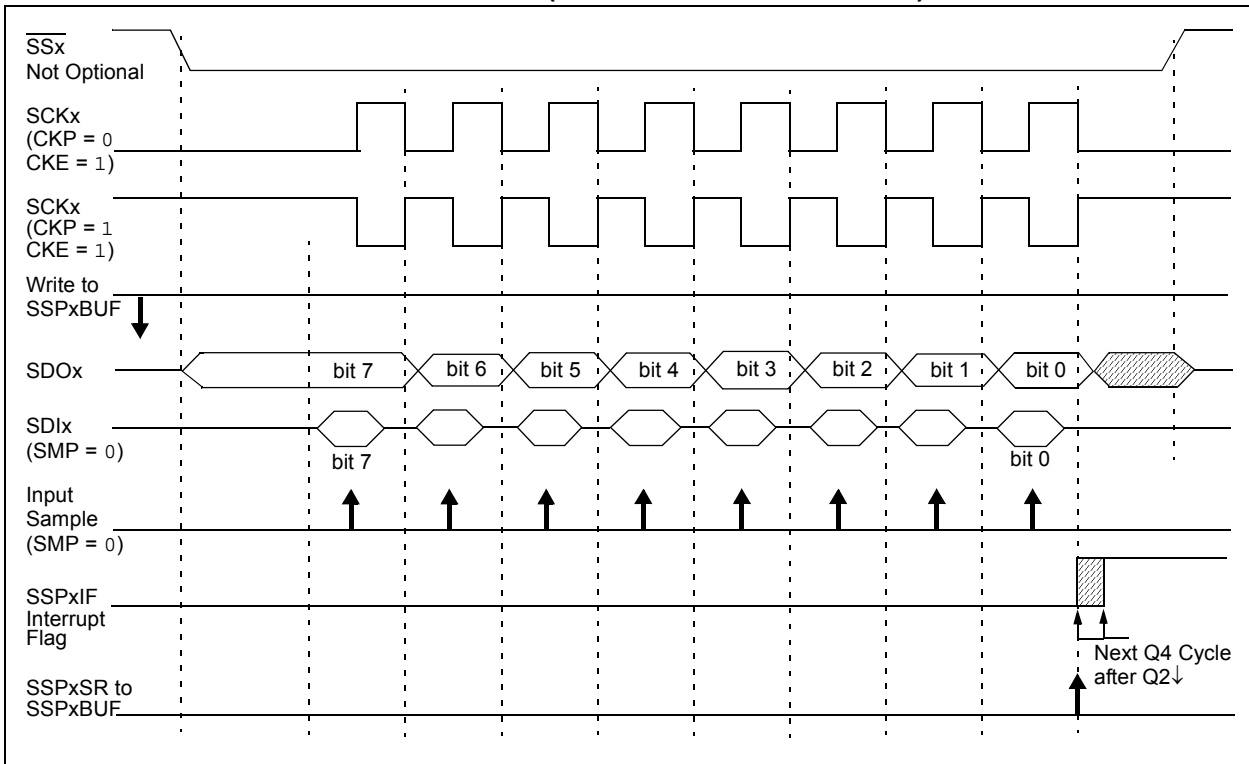 SSx
Not Optional
SCKx
(CKP = 0
CKE = 1)
SCKx
(CKP = 1
CKE = 1)
Write to
SSPxBUF
SDOx
bit 7
bit 6
bit 5
bit 4
bit 3
bit 2
bit 1
bit 0
SDIx
(SMP = 0)
bit 7
bit 0
Input
Sample
(SMP = 0)
SSPxIF
Interrupt
Flag
Next Q4 Cycle
after Q2↓
SSPxSR to
SSPxBUF